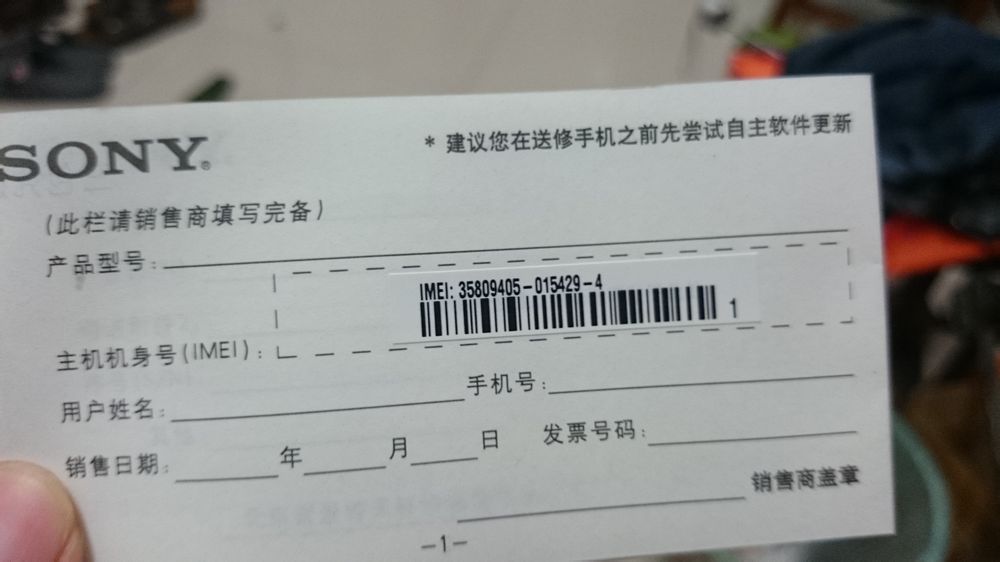 SONY®
* 建议您在送修手机之前先尝试自主软件更新
(此栏请销售商填写完备)
产品型号:
IMEI: 35809405-015429-4
1
主机机身号(IMEI):
用户姓名: 手机号:
销售日期: 年 月 日 发票号码:
销售商盖章
-1-